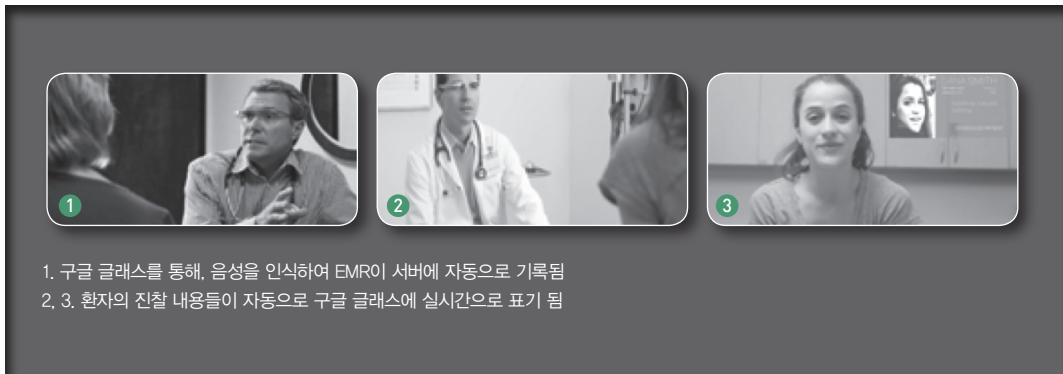 1
2
3
1. 구글 글래스를 통해, 음성을 인식하여 EMR이 서버에 자동으로 기록됨
2, 3. 환자의 진찰 내용들이 자동으로 구글 글래스에 실시간으로 표기 됨